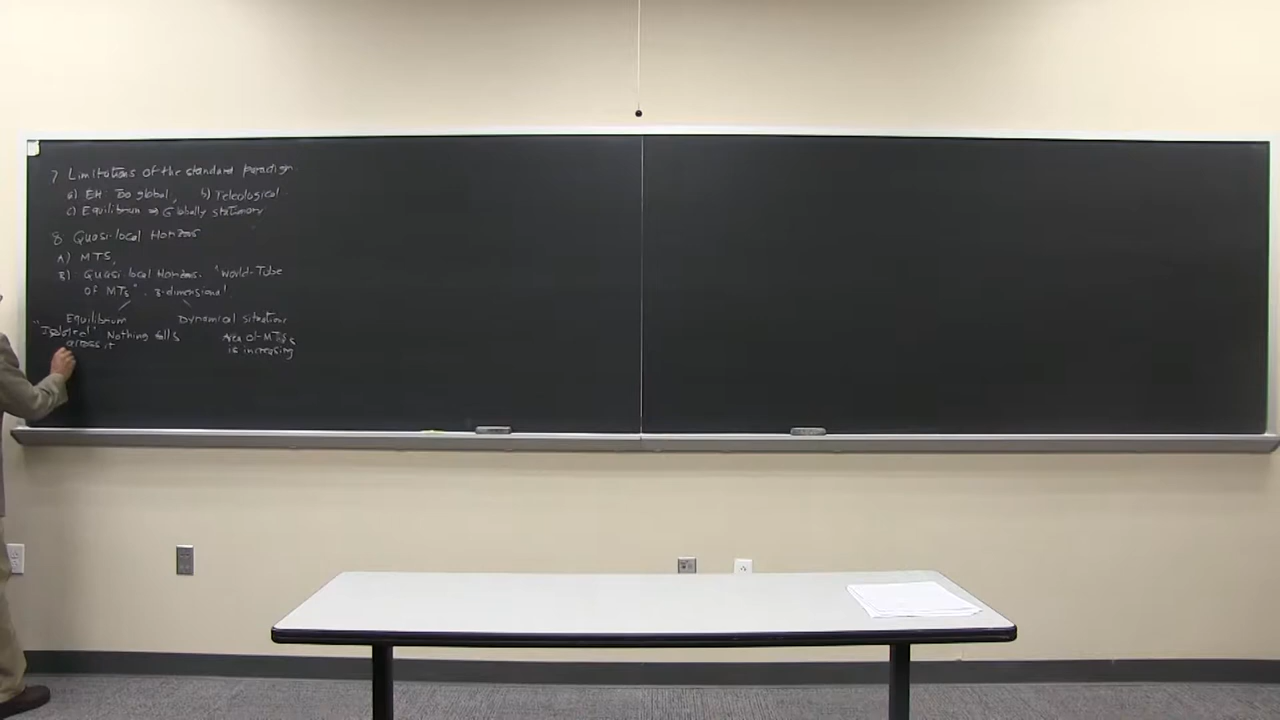 7 Limitations of the standard paradigm
a) EH: Too global, b) Teleological
c) Equilibrium ⇒ Globally stationary
8 Quasi-local Horizons
A) MTS,
B) Quasi-local Horizons. "World-Tube
of MTS". 3-dimensional.
Equilibrium Dynamical situations
"Isolated" Nothing falls Area of MTSs
across it is increasing